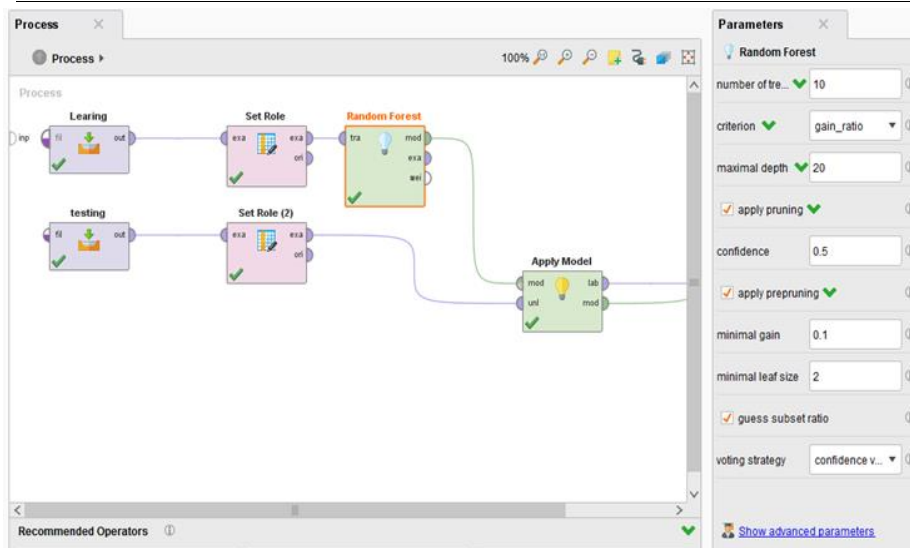 Process
Process
100%
Process
Learing
inp
fil
out
Set Role
exa
exa
ori
Random Forest
tra
mod
exa
wei
testing
fil
out
Set Role (2)
exa
exa
ori
Apply Model
mod
lab
unl
mod
Recommended Operators
Parameters
Random Forest
number of tre... 10
criterion gain_ratio
maximal depth 20
apply pruning
confidence 0.5
apply prepruning
minimal gain 0.1
minimal leaf size 2
guess subset ratio
voting strategy confidence v...
Show advanced parameters